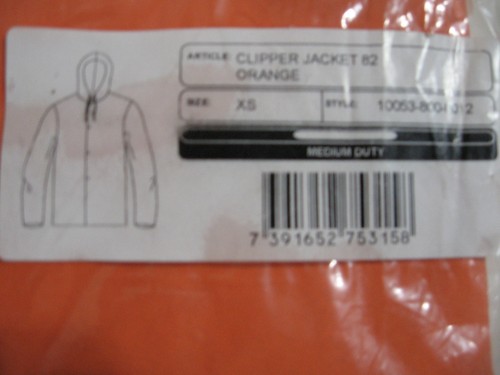 ARTICLE: CLIPPER JACKET 82
ORANGE
SIZE: XS STYLE:
MEDIUM DUTY
7 391652 753158